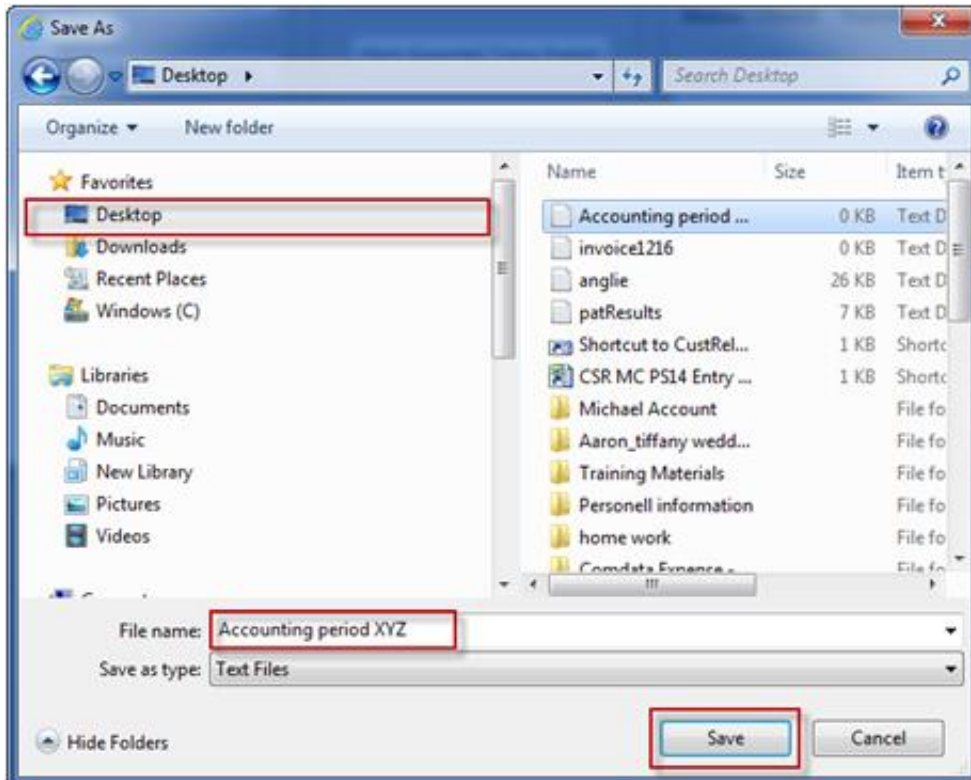 Save As
Desktop
Search Desktop
Organize
New folder
Name Size Item t
Favorites
Desktop
Downloads
Recent Places
Windows (C)
Libraries
Documents
Music
New Library
Pictures
Videos
Accounting period ... 0 KB Text D
invoice1216 0 KB Text D
anglie 26 KB Text D
patResults 7 KB Text D
Shortcut to CustRel... 1 KB Shortc
CSR MC PS14 Entry ... 1 KB Shortc
Michael Account File fo
Aaron_tiffany wedd... File fo
Training Materials File fo
Personell information File fo
home work File fo
Comdata Expence - File fo
File name: Accounting period XYZ
Save as type: Text Files
Hide Folders
Save
Cancel